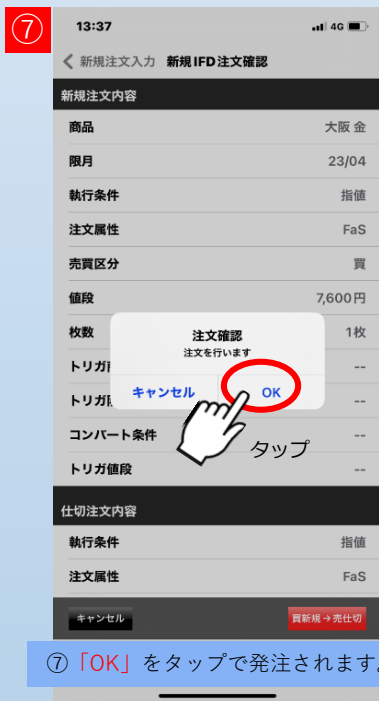 ⑦
13:37
4G
新規注文入力 新規IFD注文確認
新規注文内容
商品 大阪 金
限月 23/04
執行条件 指値
注文属性 FaS
売買区分 買
値段 7,600円
枚数 1枚
注文確認
注文を行います
キャンセル OK
タップ
トリガ --
トリガ --
コンバート条件 --
トリガ値段 --
仕切注文内容
執行条件 指値
注文属性 FaS
キャンセル 買新規→売仕切
⑦「OK」をタップで発注されます。